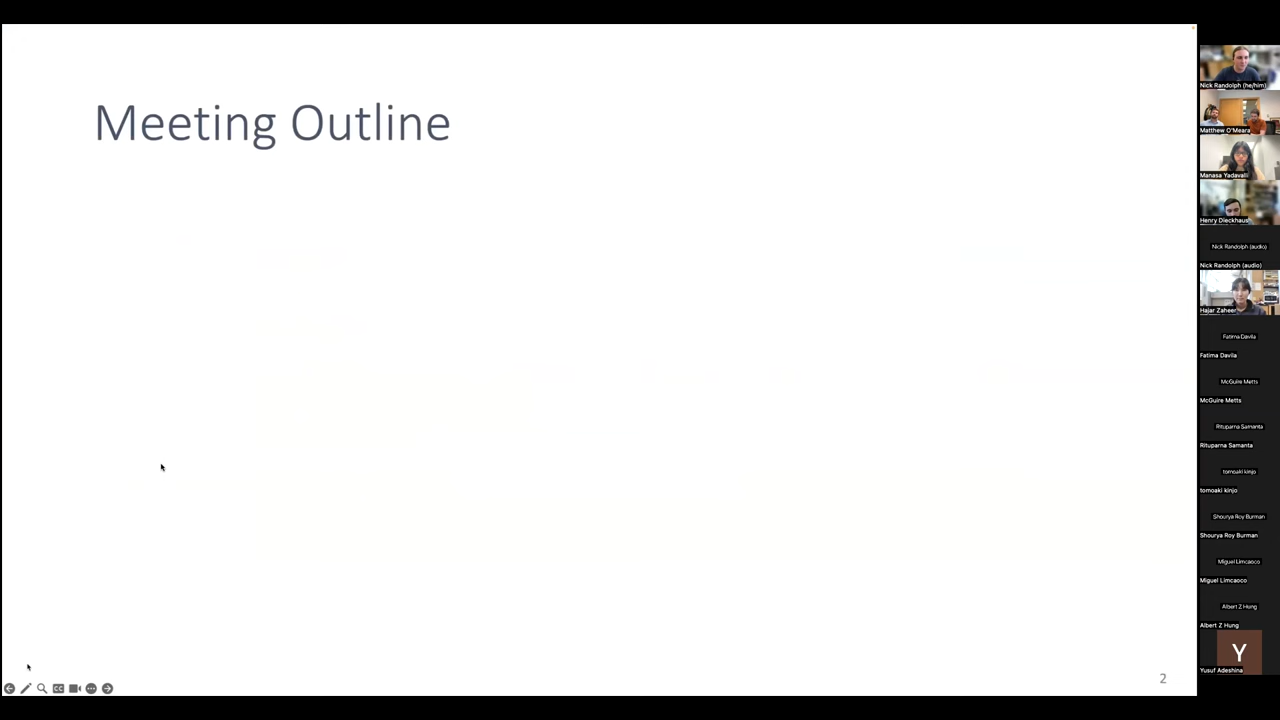 Meeting Outline
2
Nick Randolph (he/him)
Matthew O'Meara
Manasa Yadavalli
Henry Dieckhaus
Nick Randolph (audio)
Nick Randolph (audio)
Hajar Zaheer
Fatima Davila
Fatima Davila
McGuire Metts
McGuire Metts
Rituparna Samanta
Rituparna Samanta
tomoaki kinjo
tomoaki kinjo
Shourya Roy Burman
Shourya Roy Burman
Miguel Limcaoco
Miguel Limcaoco
Albert Z Hung
Albert Z Hung
Y
Yusuf Adeshina
CC